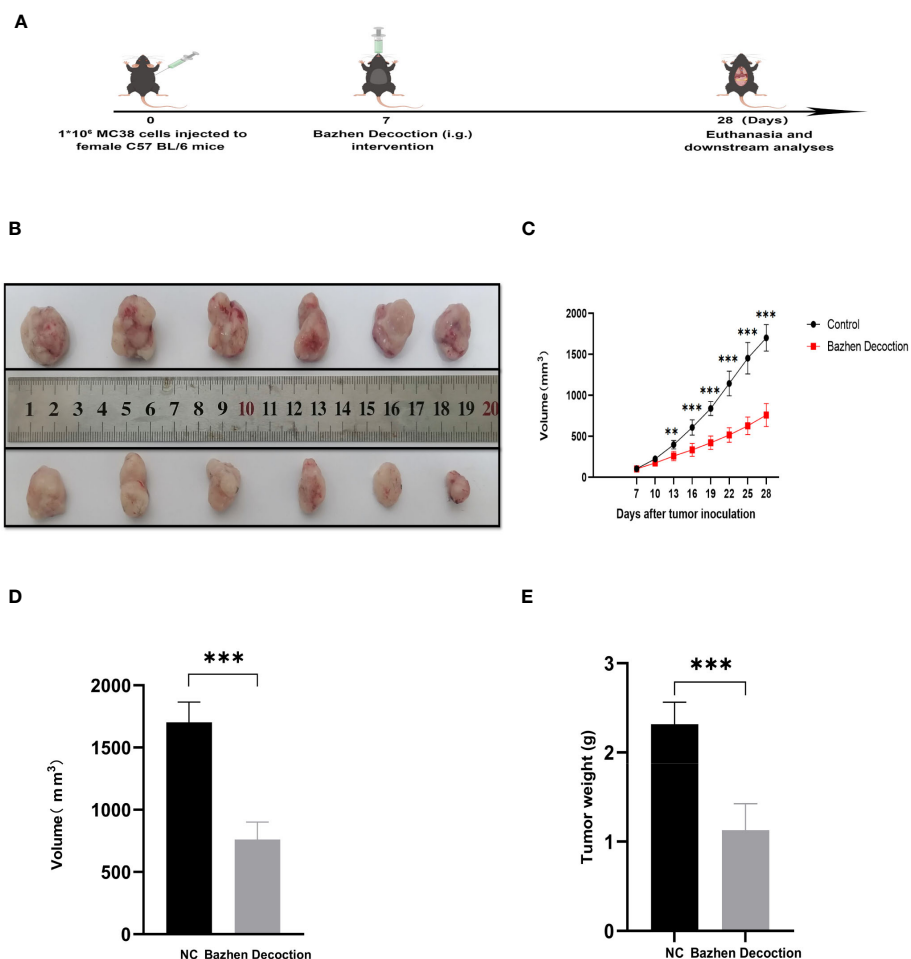 A
0
7
28 (Days)
1*10⁶ MC38 cells injected to
female C57 BL/6 mice
Bazhen Decoction (i.g.)
intervention
Euthanasia and
downstream analyses
B
1 2 3 4 5 6 7 8 9 10 11 12 13 14 15 16 17 18 19 20
C
2000
1500
1000
500
0
Volume(mm³)
** *** *** *** *** ***
7 10 13 16 19 22 25 28
Days after tumor inoculation
Control
Bazhen Decoction
D
***
2000
1500
1000
500
0
Volume( mm³)
NC Bazhen Decoction
E
***
3
2
1
0
Tumor weight (g)
NC Bazhen Decoction